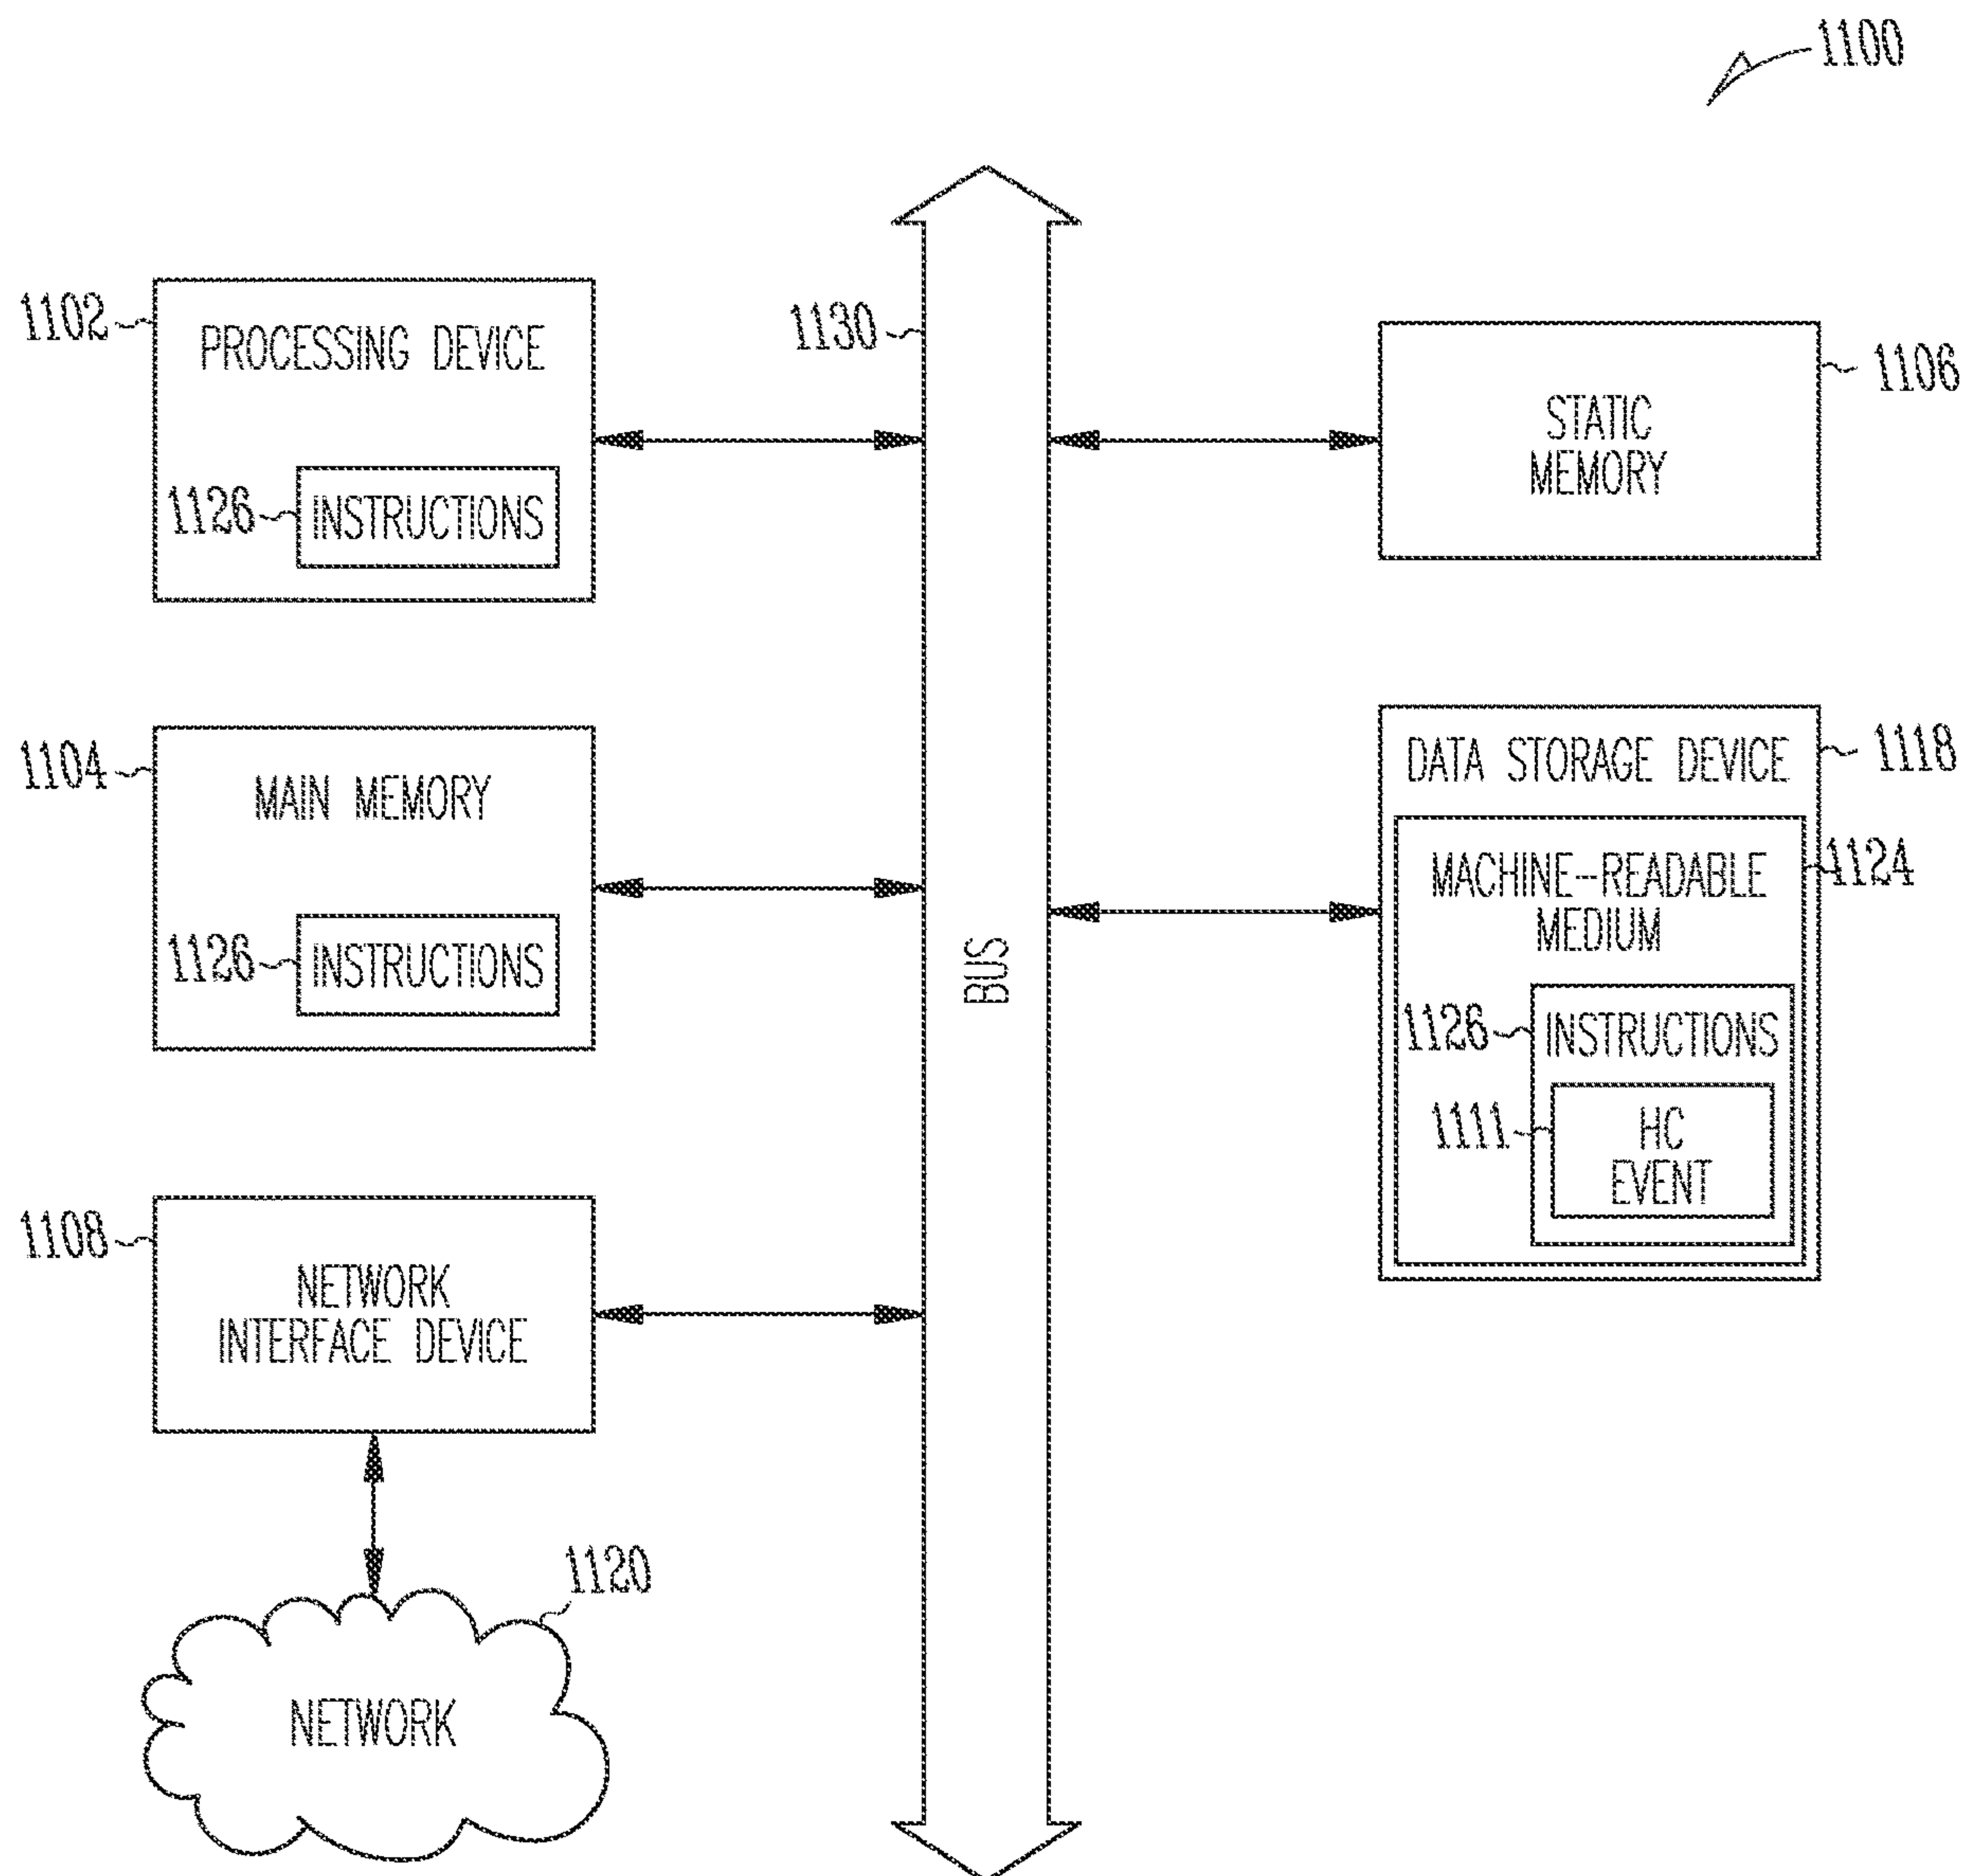 1100
1102
PROCESSING DEVICE
1126
INSTRUCTIONS
1104
MAIN MEMORY
1126
INSTRUCTIONS
1108
NETWORK
INTERFACE DEVICE
1120
NETWORK
1130
BUS
1106
STATIC
MEMORY
1118
DATA STORAGE DEVICE
1124
MACHINE-READABLE
MEDIUM
1126
INSTRUCTIONS
1111
HC
EVENT